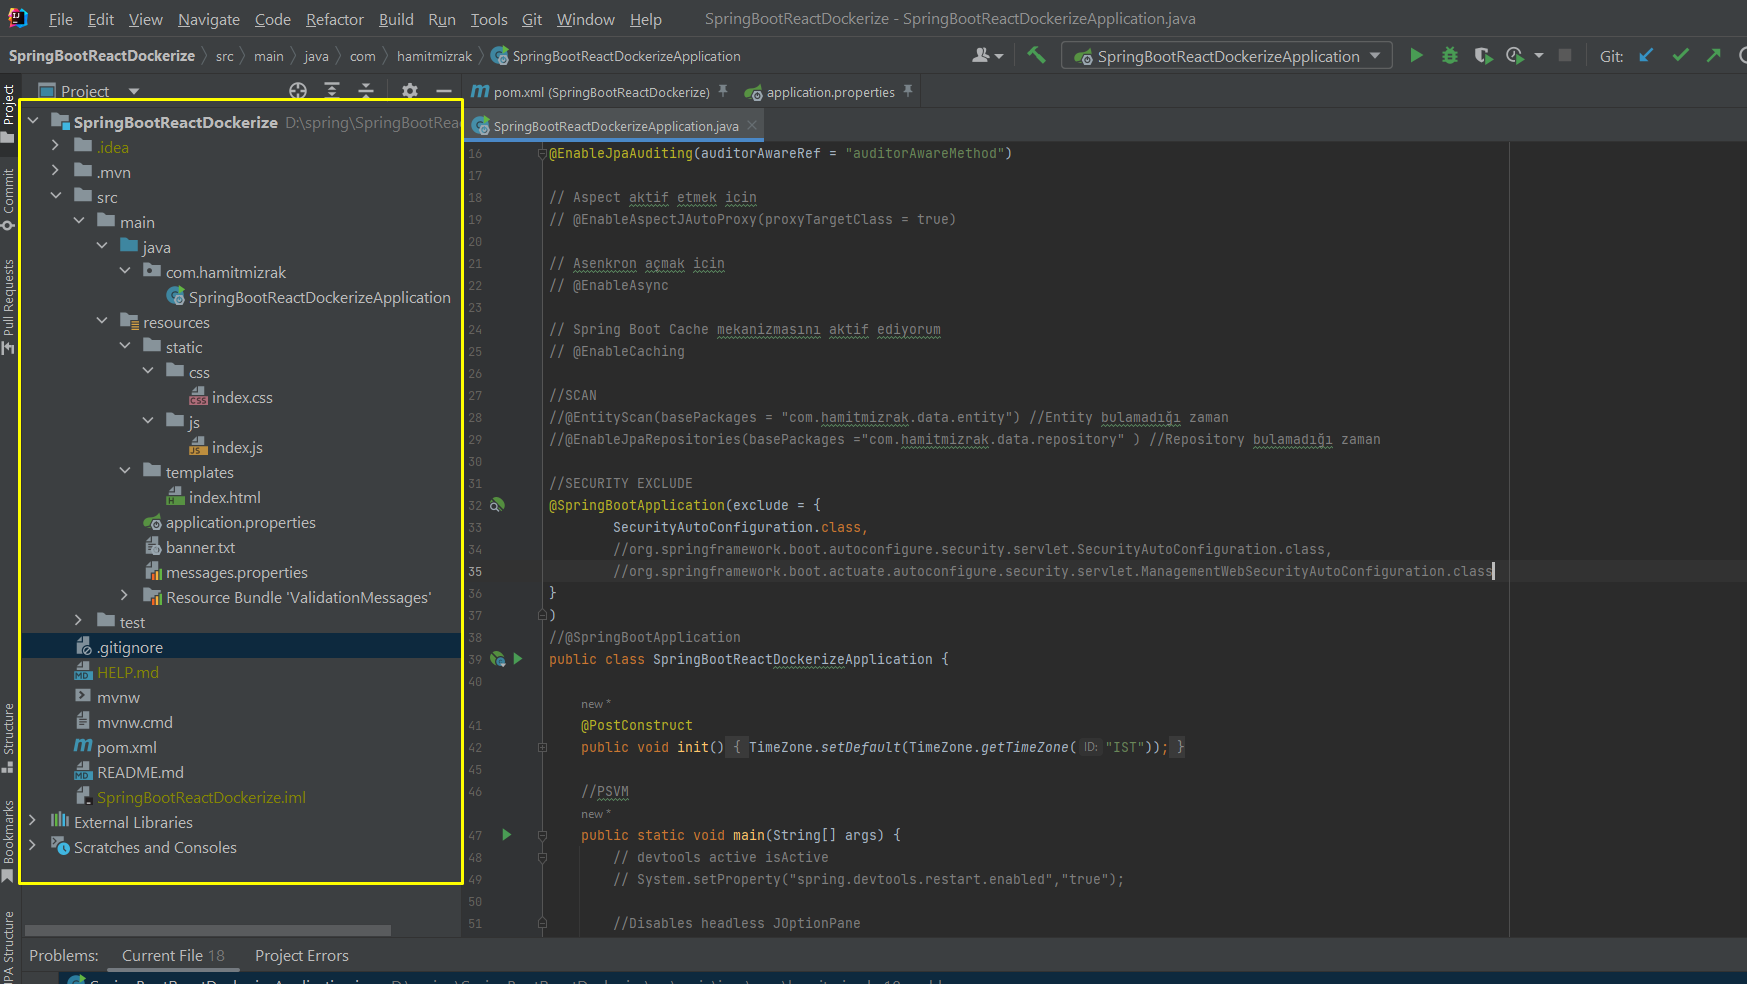 File Edit View Navigate Code Refactor Build Run Tools Git Window Help SpringBootReactDockerize - SpringBootReactDockerizeApplication.java
SpringBootReactDockerize src main java com hamitmizrak SpringBootReactDockerizeApplication SpringBootReactDockerizeApplication Git:
Project
pom.xml (SpringBootReactDockerize) application.properties
SpringBootReactDockerizeApplication.java
Project
Commit
Pull Requests
Structure
Bookmarks
JPA Structure
SpringBootReactDockerize D:\spring\SpringBootRea
.idea
.mvn
src
main
java
com.hamitmizrak
SpringBootReactDockerizeApplication
resources
static
css
index.css
js
index.js
templates
index.html
application.properties
banner.txt
messages.properties
Resource Bundle 'ValidationMessages'
test
.gitignore
HELP.md
mvnw
mvnw.cmd
pom.xml
README.md
SpringBootReactDockerize.iml
External Libraries
Scratches and Consoles
16 @EnableJpaAuditing(auditorAwareRef = "auditorAwareMethod")
17
18 // Aspect aktif etmek icin
19 // @EnableAspectJAutoProxy(proxyTargetClass = true)
20
21 // Asenkron açmak icin
22 // @EnableAsync
23
24 // Spring Boot Cache mekanizmasını aktif ediyorum
25 // @EnableCaching
26
27 //SCAN
28 //@EntityScan(basePackages = "com.hamitmizrak.data.entity") //Entity bulamadığı zaman
29 //@EnableJpaRepositories(basePackages ="com.hamitmizrak.data.repository" ) //Repository bulamadığı zaman
30
31 //SECURITY EXCLUDE
32 @SpringBootApplication(exclude = {
33 SecurityAutoConfiguration.class,
34 //org.springframework.boot.autoconfigure.security.servlet.SecurityAutoConfiguration.class,
35 //org.springframework.boot.actuate.autoconfigure.security.servlet.ManagementWebSecurityAutoConfiguration.class
36 }
37 )
38 //@SpringBootApplication
39 public class SpringBootReactDockerizeApplication {
40
new *
41 @PostConstruct
42 public void init() { TimeZone.setDefault(TimeZone.getTimeZone( ID: "IST")); }
45
46 //PSVM
new *
47 public static void main(String[] args) {
48 // devtools active isActive
49 // System.setProperty("spring.devtools.restart.enabled","true");
50
51 //Disables headless JOptionPane
Problems: Current File 18 Project Errors